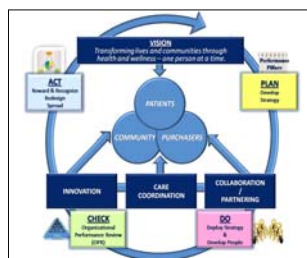 VISION
Transforming lives and communities through
health and wellness – one person at a time.
Performance
Pillars
ACT
Reward & Recognize
Redesign
Spread
PLAN
Develop
Strategy
PATIENTS
COMMUNITY
PURCHASERS
INNOVATION
CARE
COORDINATION
COLLABORATION
/
PARTNERING
CHECK
Organizational
Performance Review
(OPR)
DO
Deploy Strategy
&
Develop People